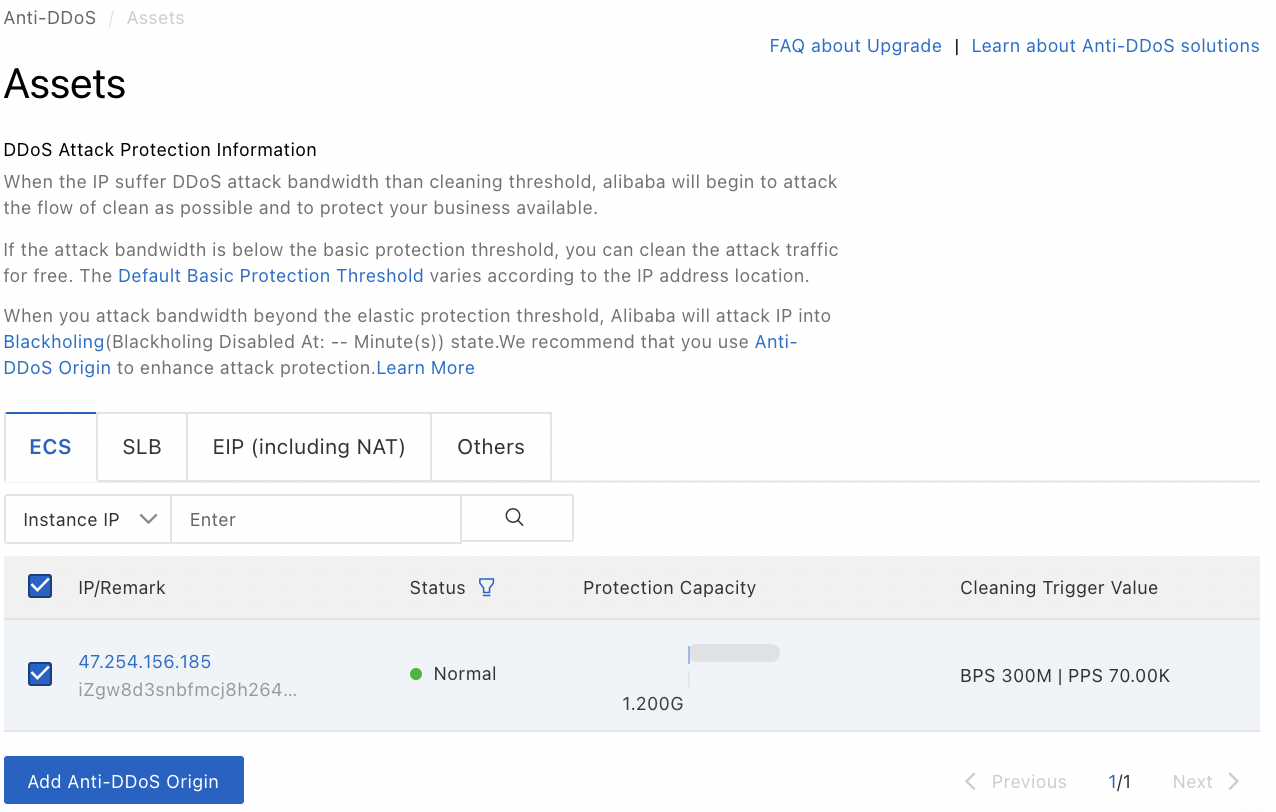 Anti-DDoS / Assets
FAQ about Upgrade | Learn about Anti-DDoS solutions
Assets
DDoS Attack Protection Information
When the IP suffer DDoS attack bandwidth than cleaning threshold, alibaba will begin to attack
the flow of clean as possible and to protect your business available.
If the attack bandwidth is below the basic protection threshold, you can clean the attack traffic
for free. The Default Basic Protection Threshold varies according to the IP address location.
When you attack bandwidth beyond the elastic protection threshold, Alibaba will attack IP into
Blackholing(Blackholing Disabled At: -- Minute(s)) state.We recommend that you use Anti-
DDoS Origin to enhance attack protection.Learn More
ECS SLB EIP (including NAT) Others
Instance IP Enter
IP/Remark Status Protection Capacity Cleaning Trigger Value
47.254.156.185
iZgw8d3snbfmcj8h264...
Normal
1.200G
BPS 300M | PPS 70.00K
Add Anti-DDoS Origin
Previous 1/1 Next